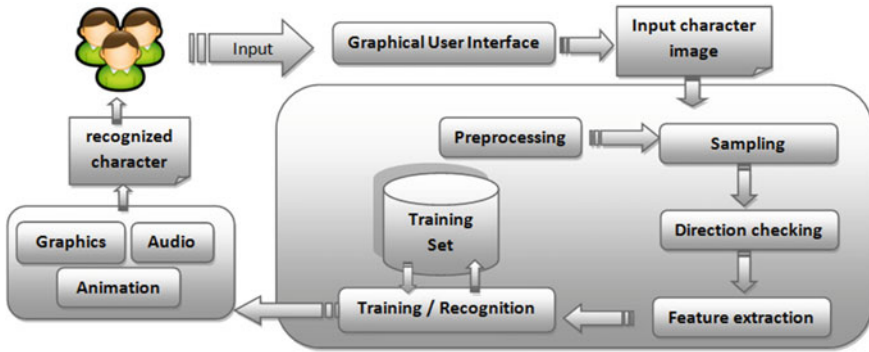 Input
Graphical User Interface
Input character
image
Preprocessing
Sampling
recognized
character
Training
Set
Direction checking
Graphics
Audio
Animation
Training / Recognition
Feature extraction